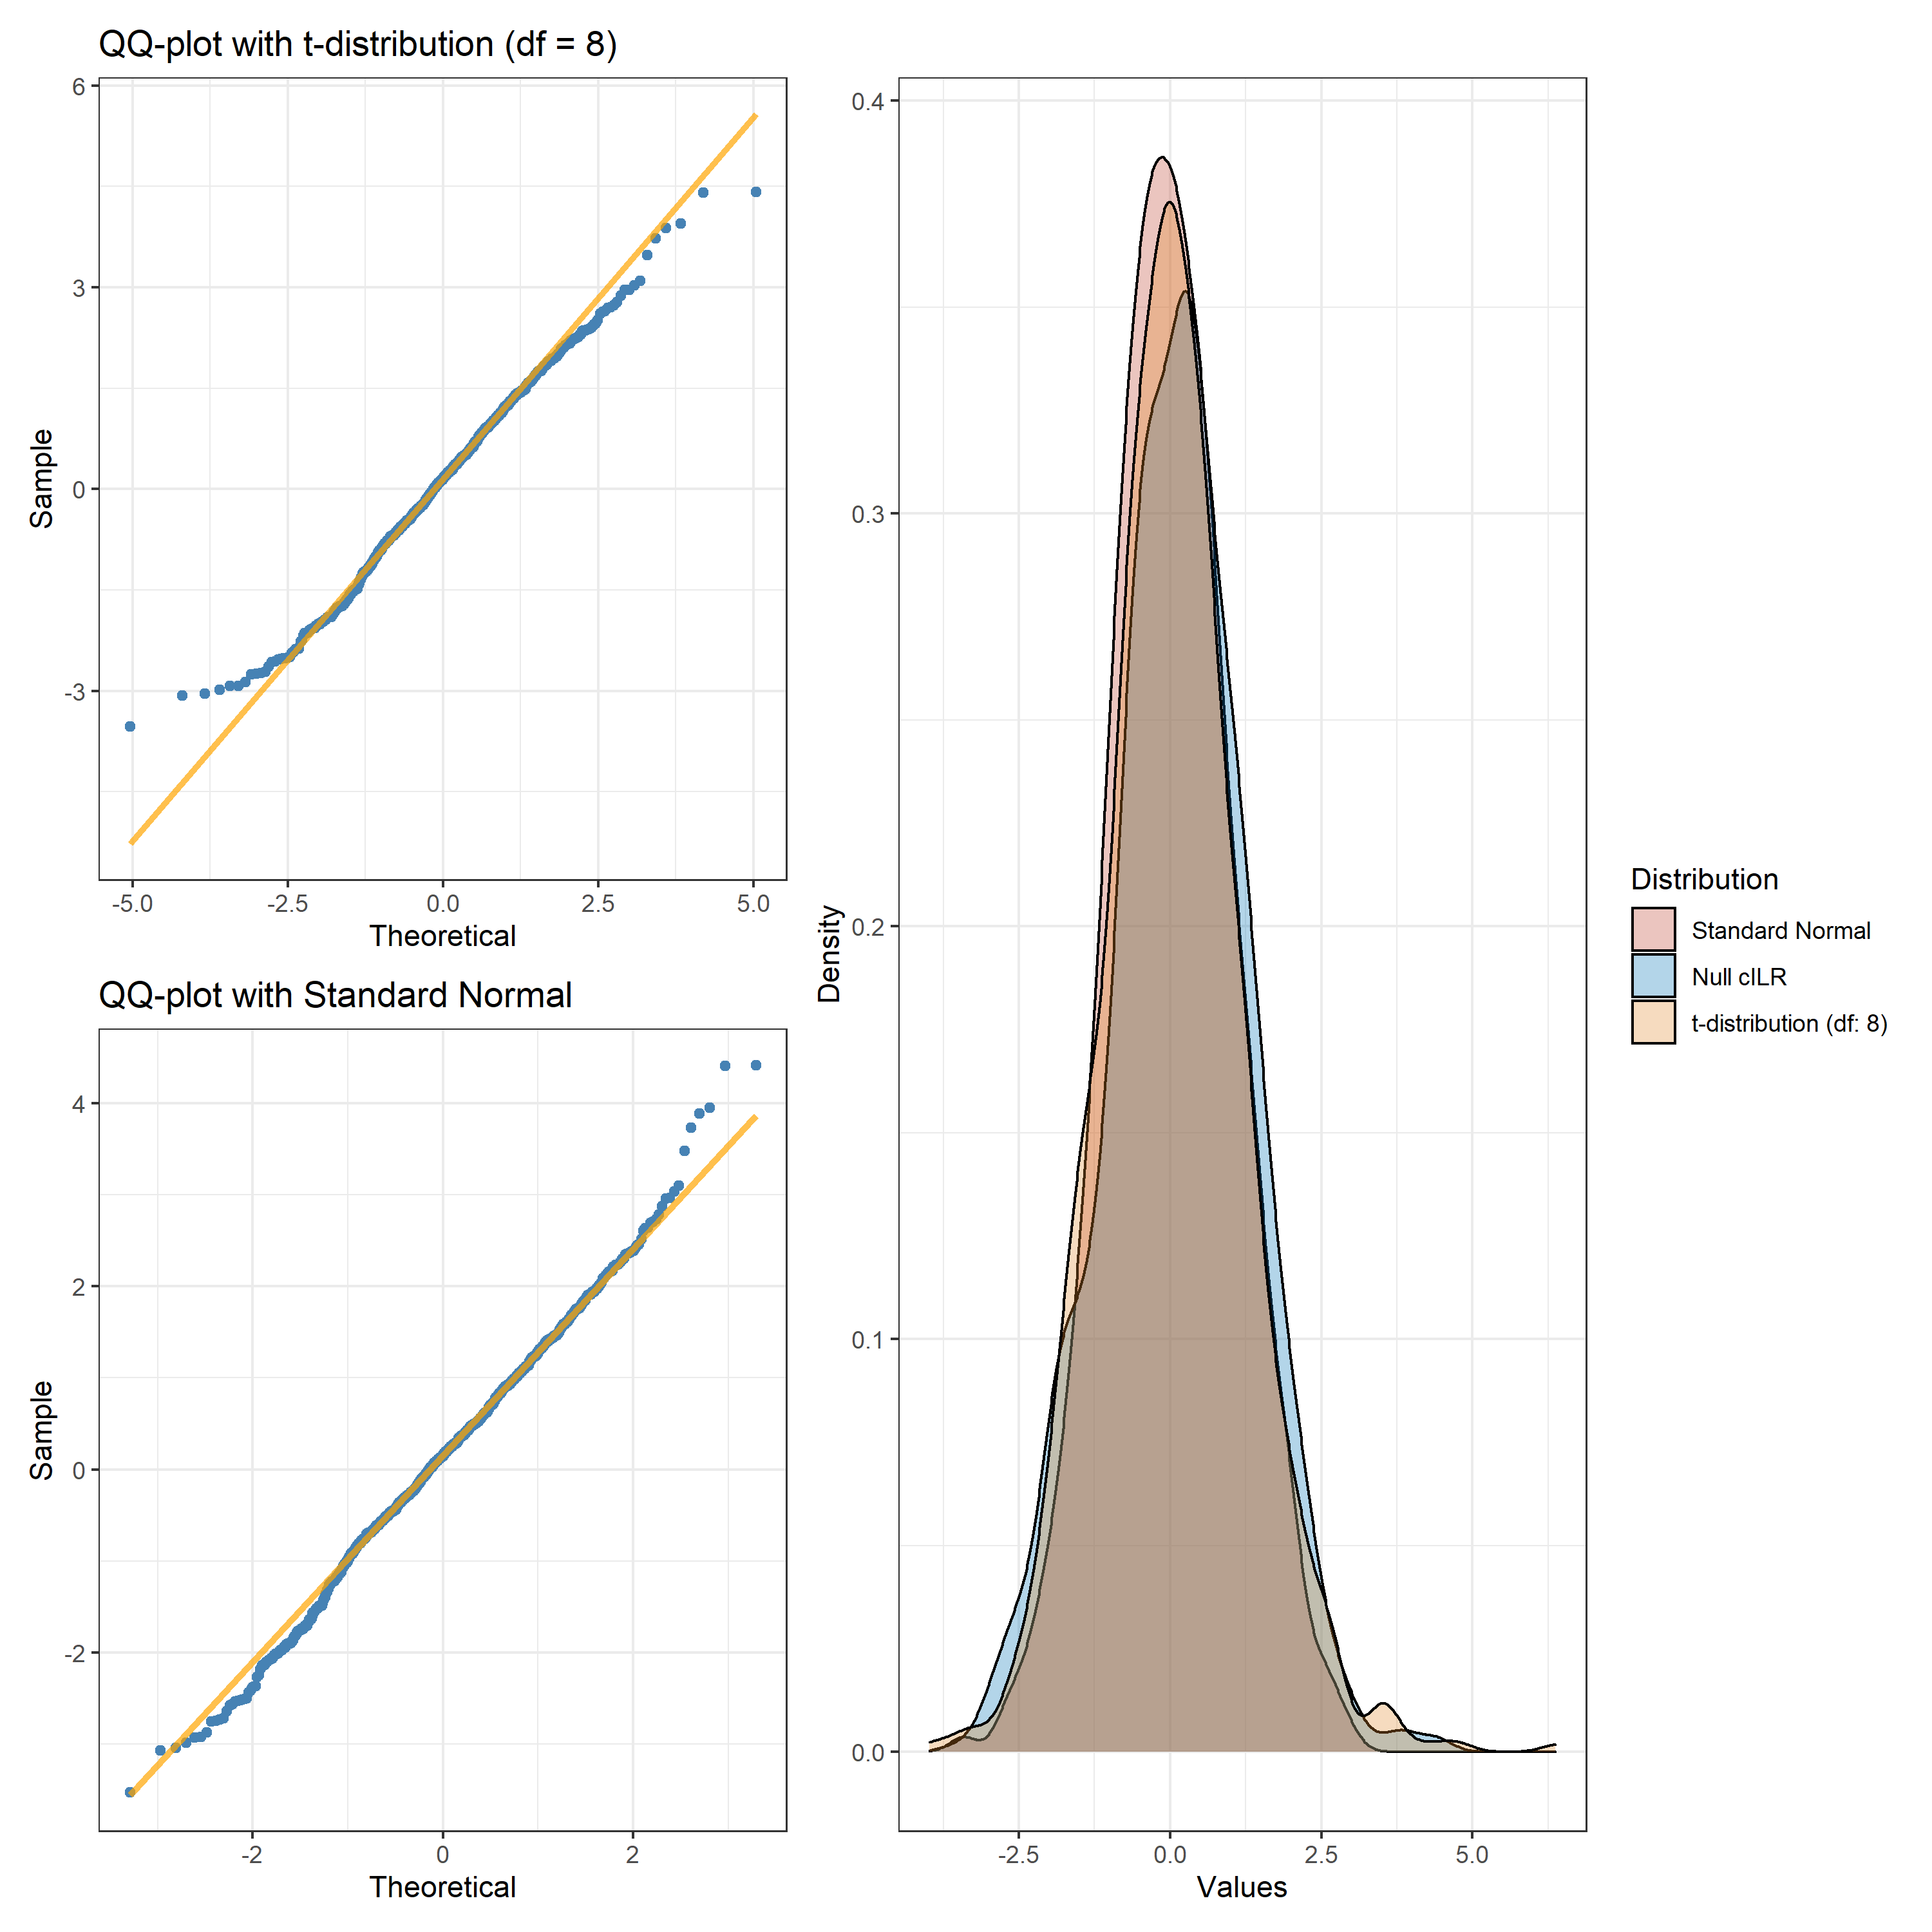 QQ-plot with t-distribution (df = 8)
6
3
0
-3
Sample
-5.0 -2.5 0.0 2.5 5.0
Theoretical
QQ-plot with Standard Normal
4
2
0
-2
Sample
-2 0 2
Theoretical
0.4
0.3
0.2
0.1
0.0
Density
-2.5 0.0 2.5 5.0
Values
Distribution
Standard Normal
Null cILR
t-distribution (df: 8)